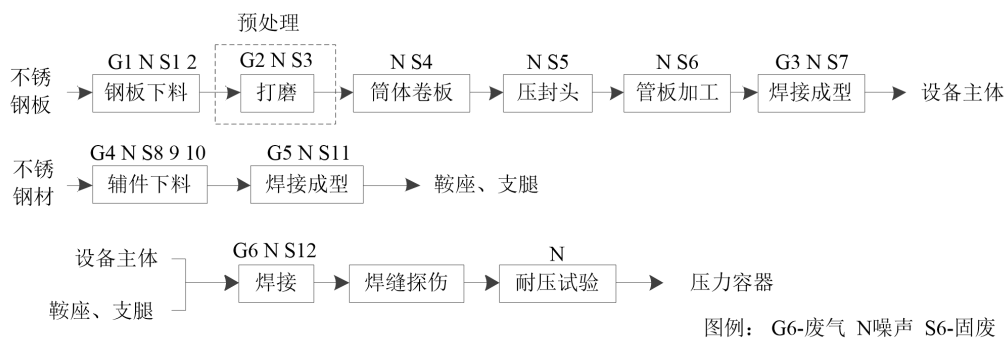 预处理
G1 N S1 2
G2 N S3
N S4
N S5
N S6
G3 N S7
不锈
钢板
钢板下料
打磨
筒体卷板
压封头
管板加工
焊接成型
设备主体
G4 N S8 9 10
G5 N S11
不锈
钢材
辅件下料
焊接成型
鞍座、支腿
设备主体
鞍座、支腿
G6 N S12
N
焊接
焊缝探伤
耐压试验
压力容器
图例： G6-废气 N噪声 S6-固废